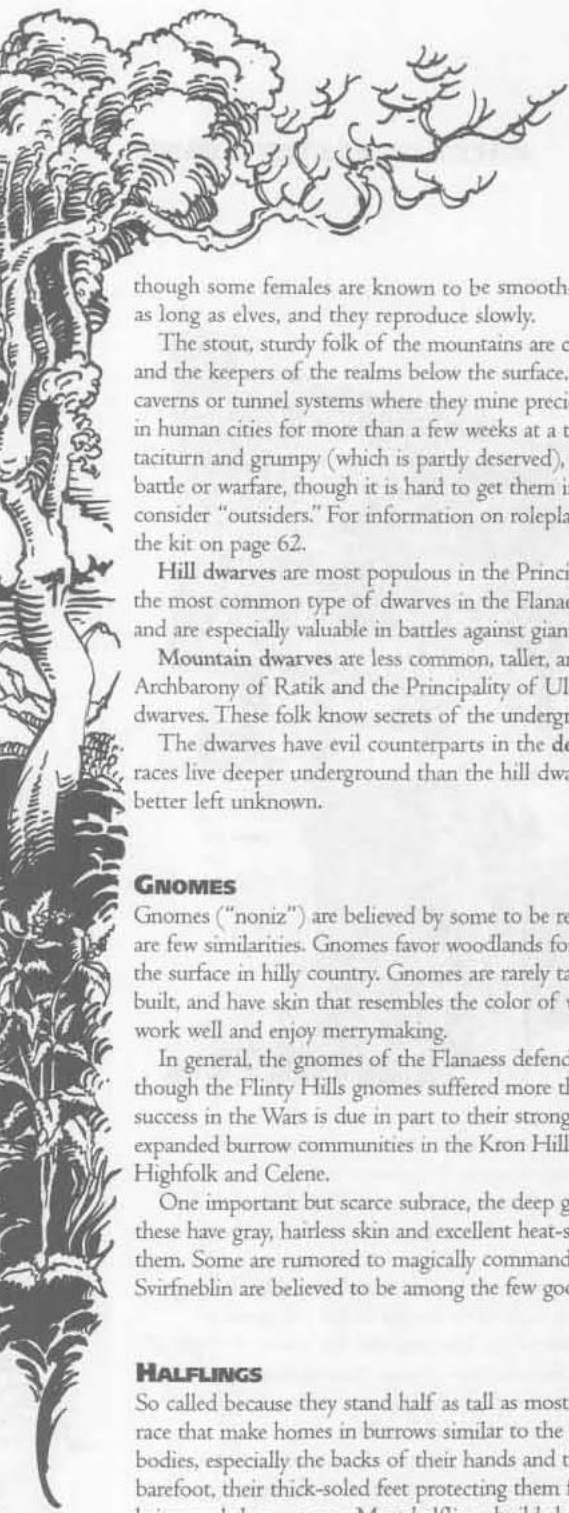 though some females are known to be smooth-
as long as elves, and they reproduce slowly.
The stout, sturdy folk of the mountains are c
and the keepers of the realms below the surface.
caverns or tunnel systems where they mine preci
in human cities for more than a few weeks at a t
taciturn and grumpy (which is partly deserved),
battle or warfare, though it is hard to get them i
consider "outsiders." For information on rolepla
the kit on page 62.
Hill dwarves are most populous in the Princi
the most common type of dwarves in the Flanae
and are especially valuable in battles against gian
Mountain dwarves are less common, taller, an
Archbarony of Ratik and the Principality of Ul
dwarves. These folk know secrets of the undergr
The dwarves have evil counterparts in the de
races live deeper underground than the hill dwa
better left unknown.
GNOMES
Gnomes ("noniz") are believed by some to be re
are few similarities. Gnomes favor woodlands fo
the surface in hilly country. Gnomes are rarely ta
built, and have skin that resembles the color of
work well and enjoy merrymaking.
In general, the gnomes of the Flanaess defend
though the Flinty Hills gnomes suffered more th
success in the Wars is due in part to their strong
expanded burrow communities in the Kron Hill
Highfolk and Celene.
One important but scarce subrace, the deep g
these have gray, hairless skin and excellent heat-s
them. Some are rumored to magically command
Svirfneblin are believed to be among the few goo
HALFLINGS
So called because they stand half as tall as most
race that make homes in burrows similar to the
bodies, especially the backs of their hands and t
barefoot, their thick-soled feet protecting them f